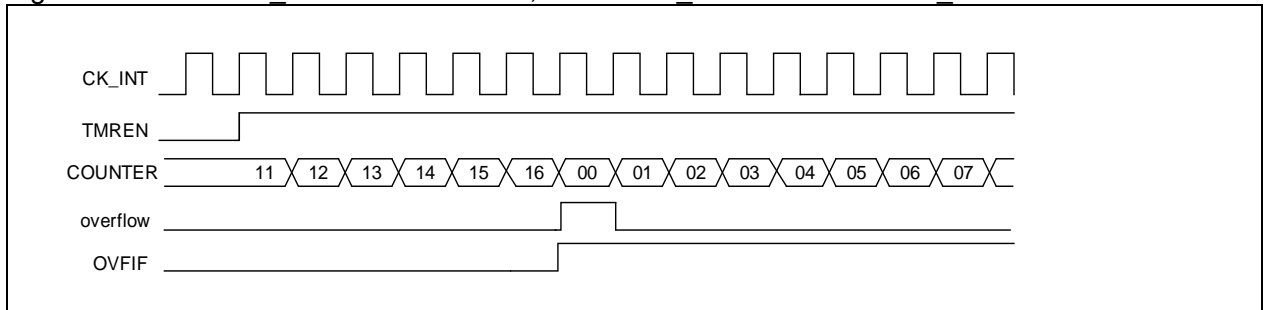 CK_INT
TMREN
COUNTER 11 12 13 14 15 16 00 01 02 03 04 05 06 07
overflow
OVFIF